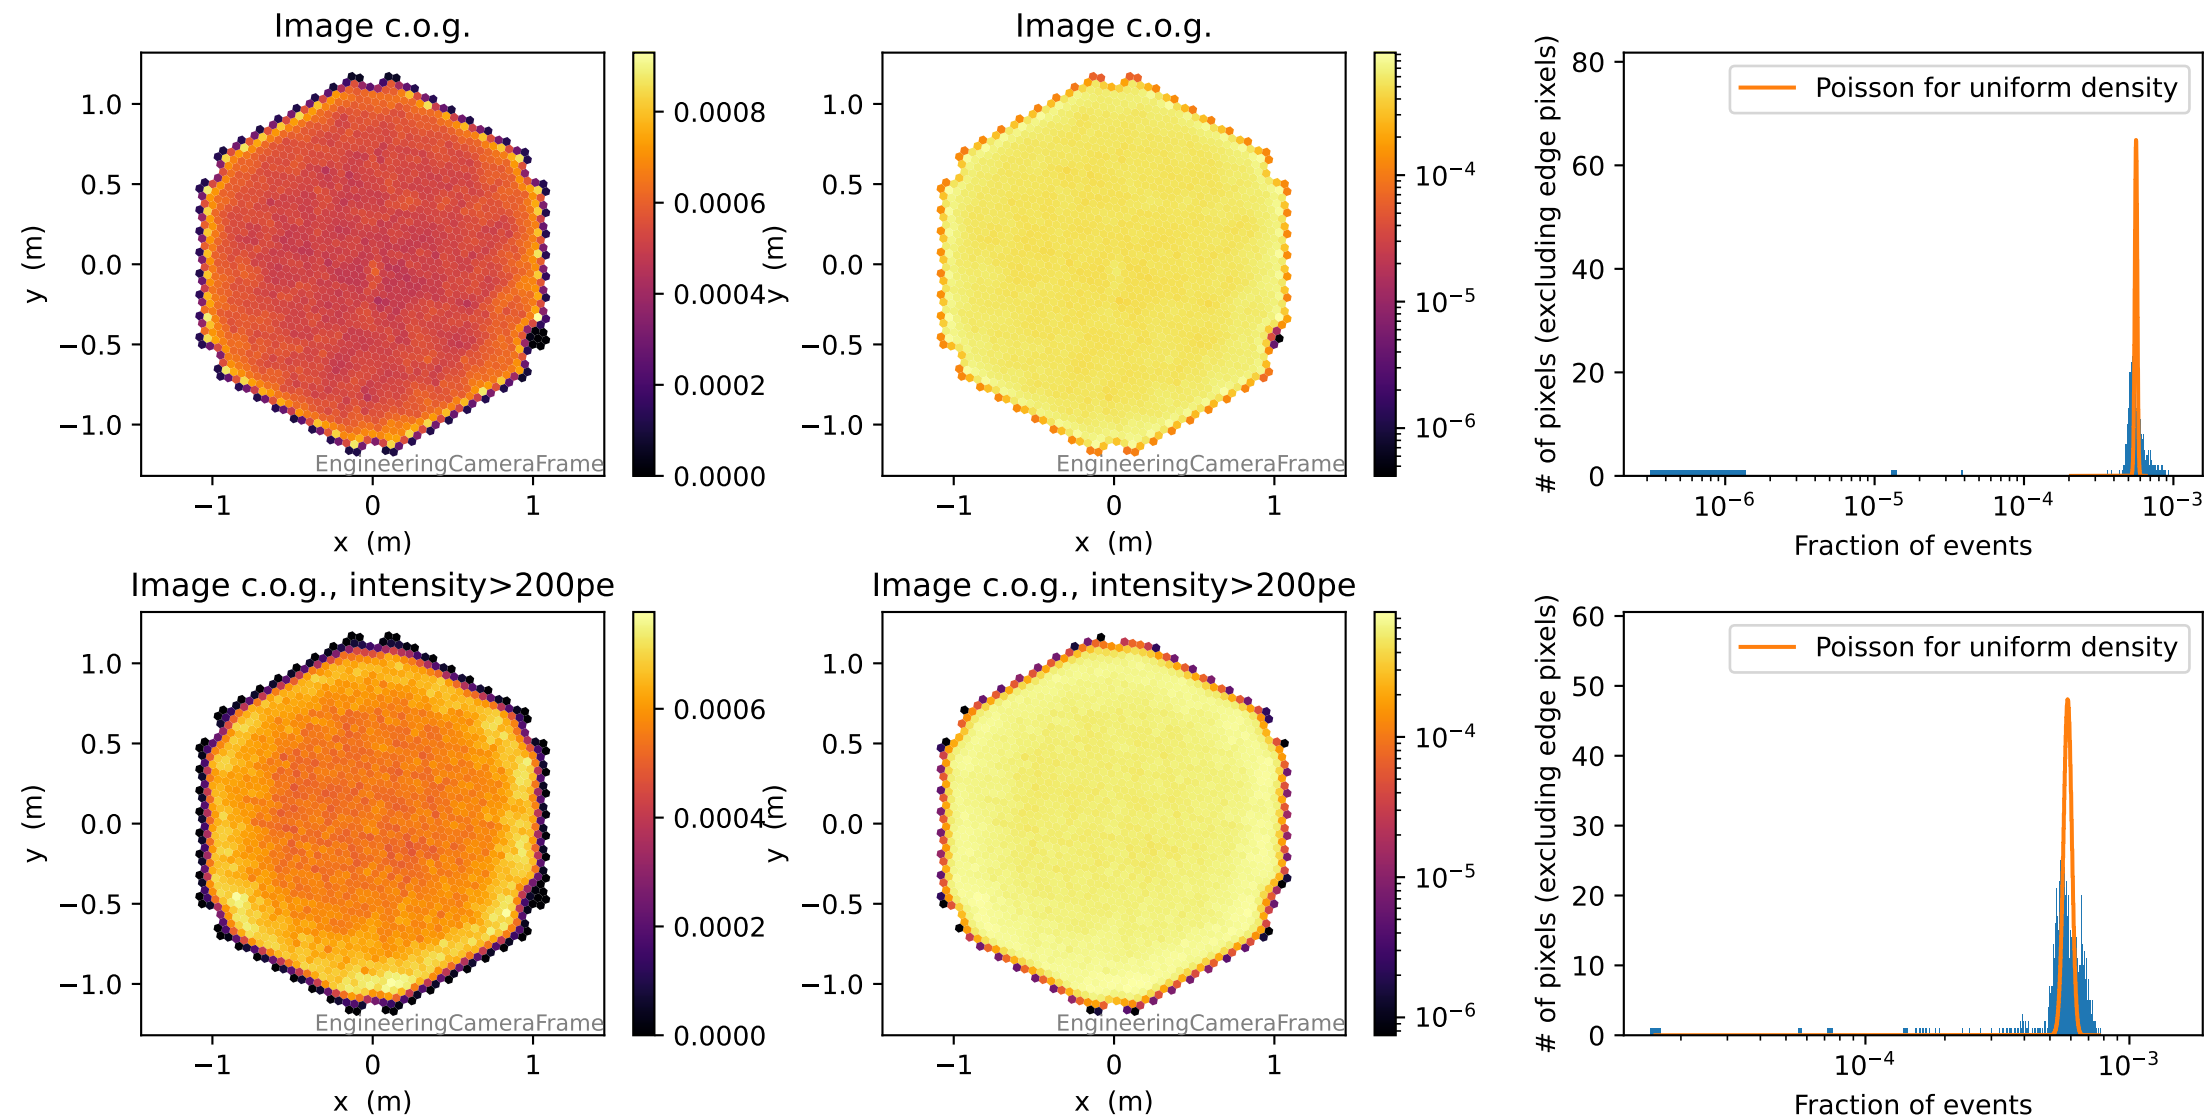 Image c.o.g.
1.0
0.5
0.0
−0.5
−1.0
y (m)
−1
0
1
x (m)
EngineeringCameraFrame
0.0008
0.0006
0.0004
0.0002
0.0000
Image c.o.g.
1.0
0.5
0.0
−0.5
−1.0
y (m)
−1
0
1
x (m)
EngineeringCameraFrame
10⁻⁴
10⁻⁵
10⁻⁶
# of pixels (excluding edge pixels)
80
60
40
20
0
Poisson for uniform density
10⁻⁶
10⁻⁵
10⁻⁴
10⁻³
Fraction of events
Image c.o.g., intensity>200pe
1.0
0.5
0.0
−0.5
−1.0
y (m)
−1
0
1
x (m)
EngineeringCameraFrame
0.0006
0.0004
0.0002
0.0000
Image c.o.g., intensity>200pe
1.0
0.5
0.0
−0.5
−1.0
y (m)
−1
0
1
x (m)
EngineeringCameraFrame
10⁻⁴
10⁻⁵
10⁻⁶
# of pixels (excluding edge pixels)
60
50
40
30
20
10
0
Poisson for uniform density
10⁻⁴
10⁻³
Fraction of events